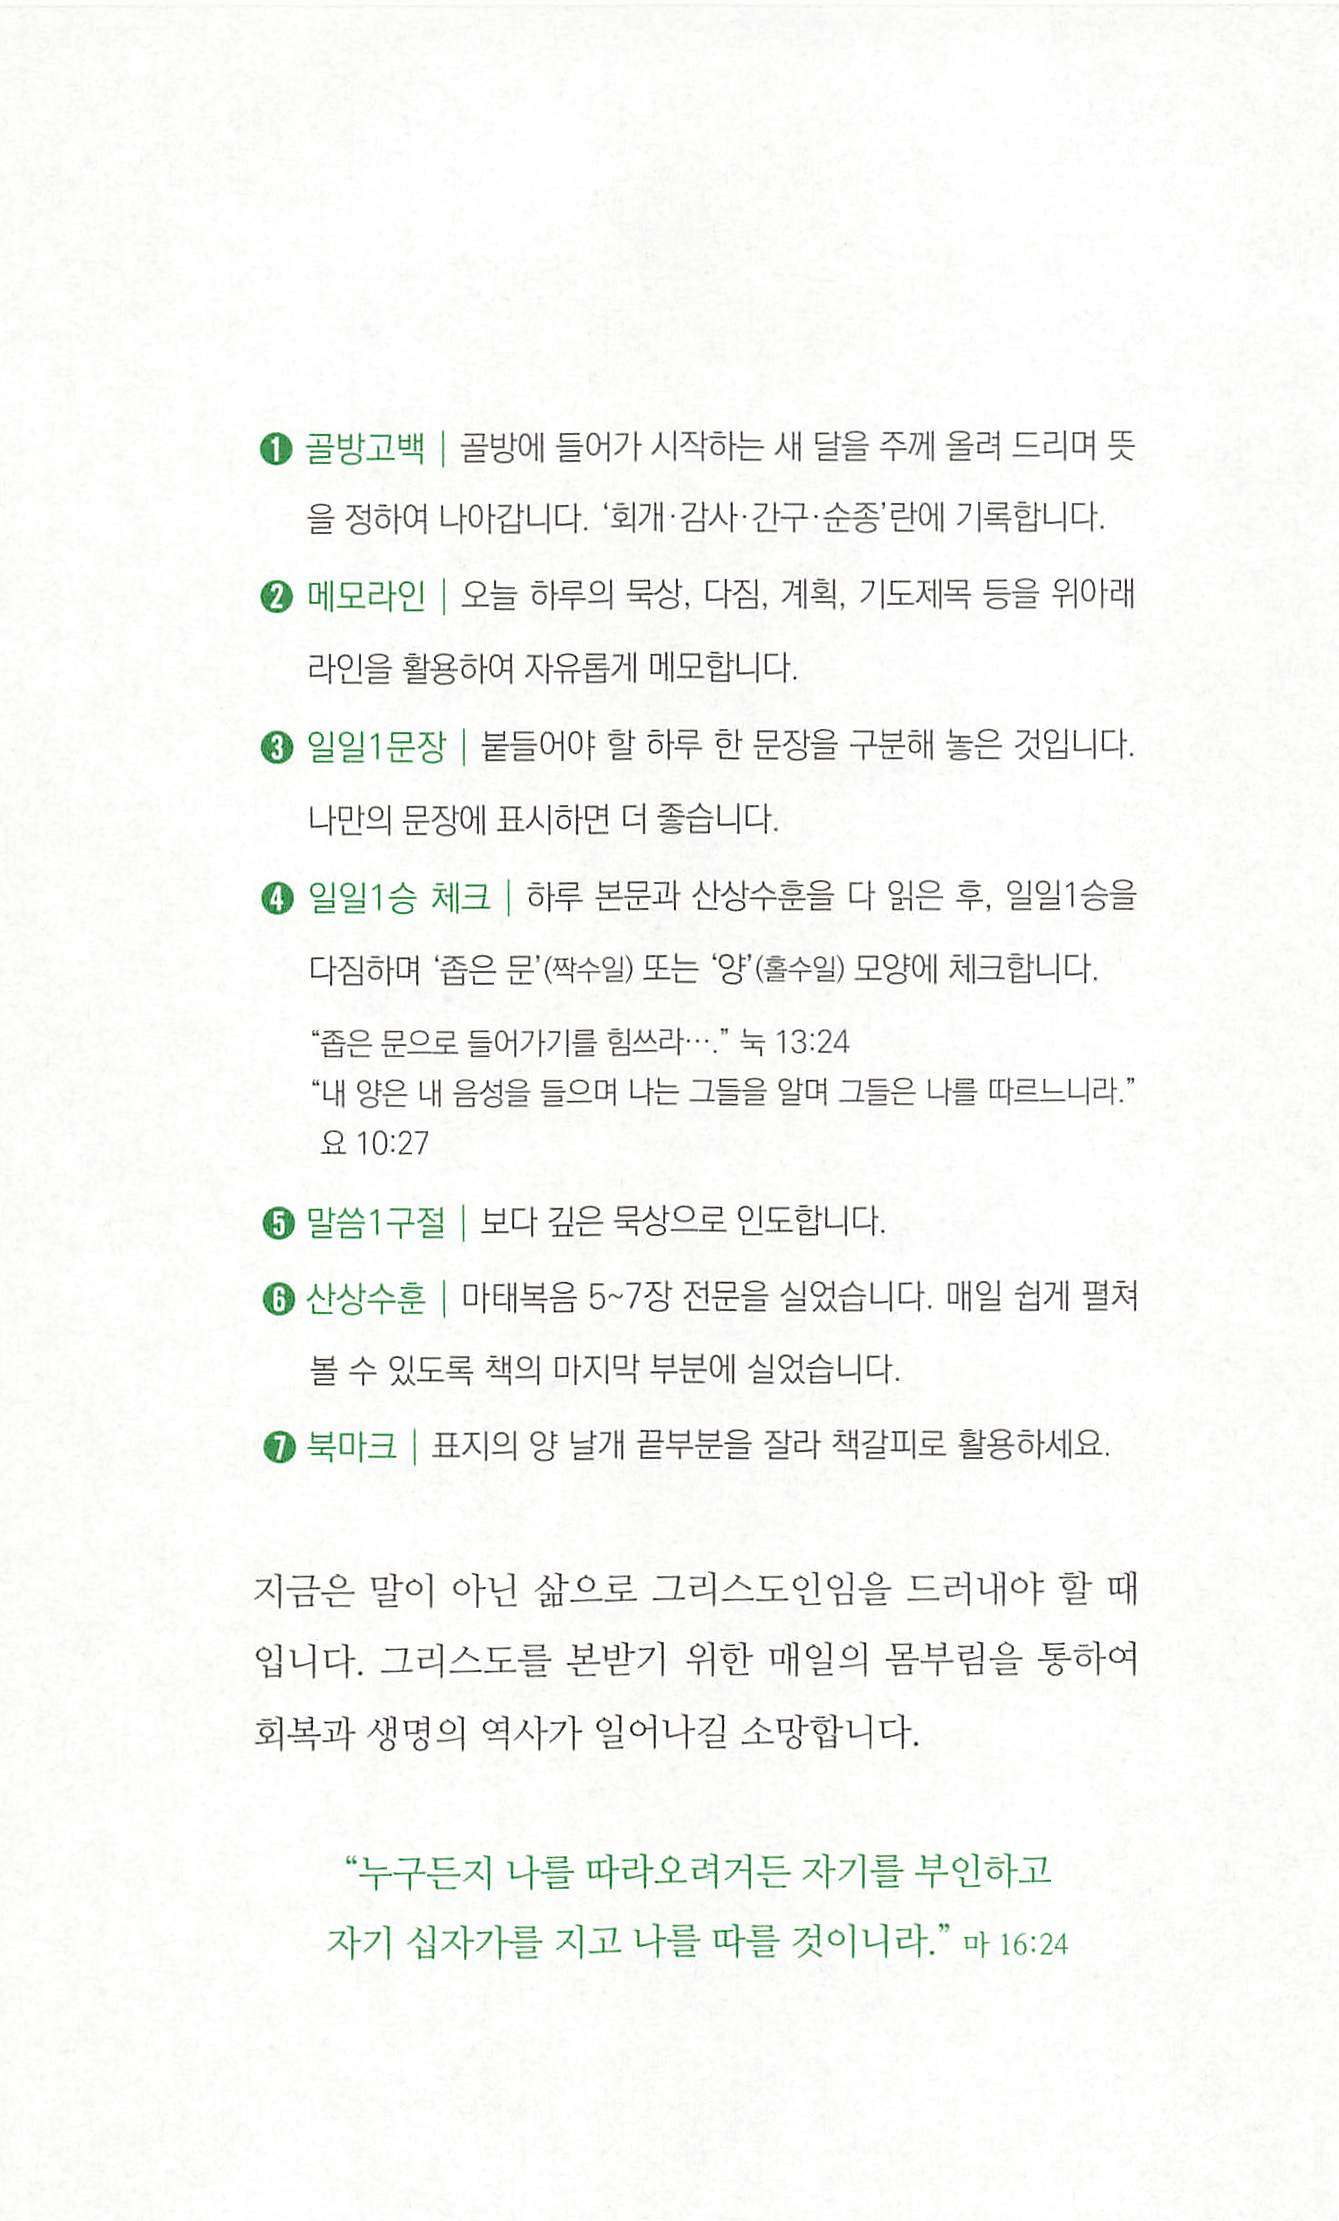 ❶ 골방고백 | 골방에 들어가 시작하는 새 달을 주께 올려 드리며 뜻
을 정하여 나아갑니다. ‘회개·감사·간구·순종’란에 기록합니다.
❷ 메모라인 | 오늘 하루의 묵상, 다짐, 계획, 기도제목 등을 위아래
라인을 활용하여 자유롭게 메모합니다.
❸ 일일1문장 | 붙들어야 할 하루 한 문장을 구분해 놓은 것입니다.
나만의 문장에 표시하면 더 좋습니다.
❹ 일일1승 체크 | 하루 본문과 산상수훈을 다 읽은 후, 일일1승을
다짐하며 ‘좁은 문’(짝수일) 또는 ‘양’(홀수일) 모양에 체크합니다.
“좁은 문으로 들어가기를 힘쓰라….” 눅 13:24
“내 양은 내 음성을 들으며 나는 그들을 알며 그들은 나를 따르느니라.”
요 10:27
❺ 말씀1구절 | 보다 깊은 묵상으로 인도합니다.
❻ 산상수훈 | 마태복음 5~7장 전문을 실었습니다. 매일 쉽게 펼쳐
볼 수 있도록 책의 마지막 부분에 실었습니다.
❼ 북마크 | 표지의 양 날개 끝부분을 잘라 책갈피로 활용하세요.
지금은 말이 아닌 삶으로 그리스도인임을 드러내야 할 때
입니다. 그리스도를 본받기 위한 매일의 몸부림을 통하여
회복과 생명의 역사가 일어나길 소망합니다.
“누구든지 나를 따라오려거든 자기를 부인하고
자기 십자가를 지고 나를 따를 것이니라.” 마 16:24